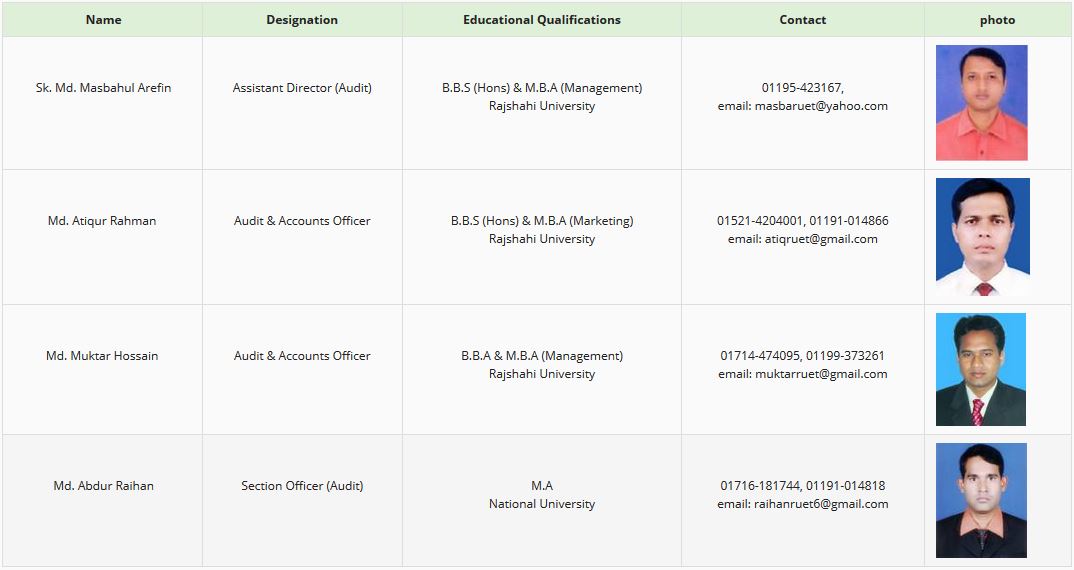 Name Designation Educational Qualifications Contact photo
Sk. Md. Masbahul Arefin Assistant Director (Audit) B.B.S (Hons) & M.B.A (Management) 01195-423167,
Rajshahi University email: masbaruet@yahoo.com
Md. Atiqur Rahman Audit & Accounts Officer B.B.S (Hons) & M.B.A (Marketing) 01521-4204001, 01191-014866
Rajshahi University email: atiqruet@gmail.com
Md. Muktar Hossain Audit & Accounts Officer B.B.A & M.B.A (Management) 01714-474095, 01199-373261
Rajshahi University email: muktarruet@gmail.com
Md. Abdur Raihan Section Officer (Audit) M.A 01716-181744, 01191-014818
National University email: raihanruet6@gmail.com